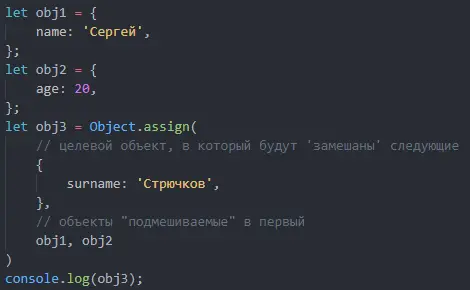 let obj1 = {
    name: 'Сергей',
};
let obj2 = {
    age: 20,
};
let obj3 = Object.assign(
    // целевой объект, в который будут 'замешаны' следующие
    {
        surname: 'Стрючков',
    },
    // объекты "подмешиваемые" в первый
    obj1, obj2
)
console.log(obj3);